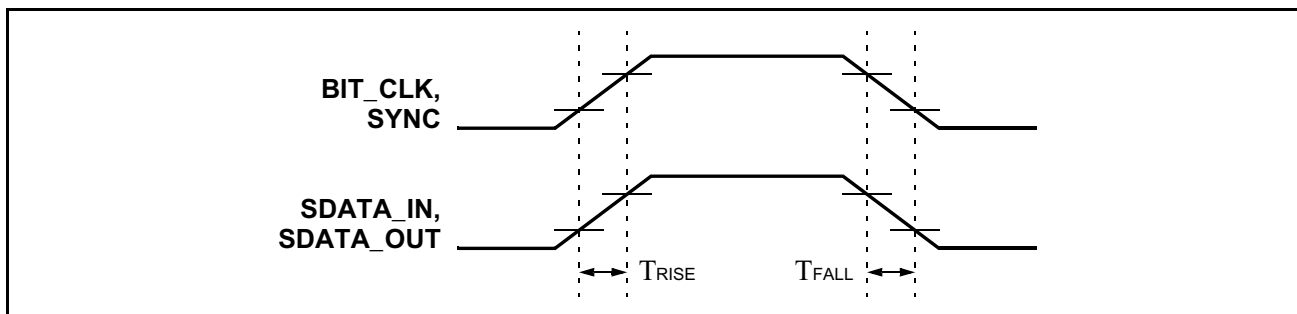 BIT_CLK,
SYNC
SDATA_IN,
SDATA_OUT
TRISE
TFALL